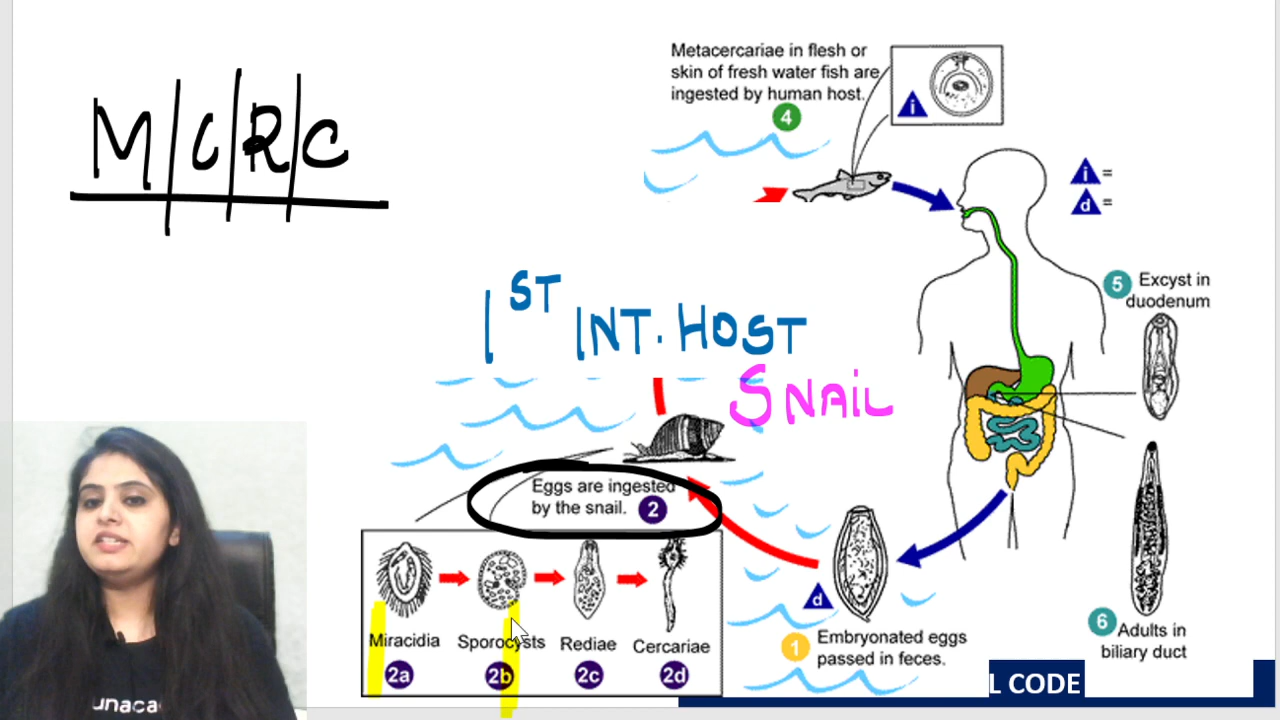 M|C|R|C
Metacercariae in flesh or
skin of fresh water fish are
ingested by human host.
4
i
i =
d =
5 Excyst in
duodenum
1ST INT. HOST
SNAIL
Eggs are ingested
by the snail. 2
d
Miracidia Sporocysts Rediae Cercariae
2a 2b 2c 2d
1 Embryonated eggs
passed in feces.
6 Adults in
biliary duct
L CODE
unaca